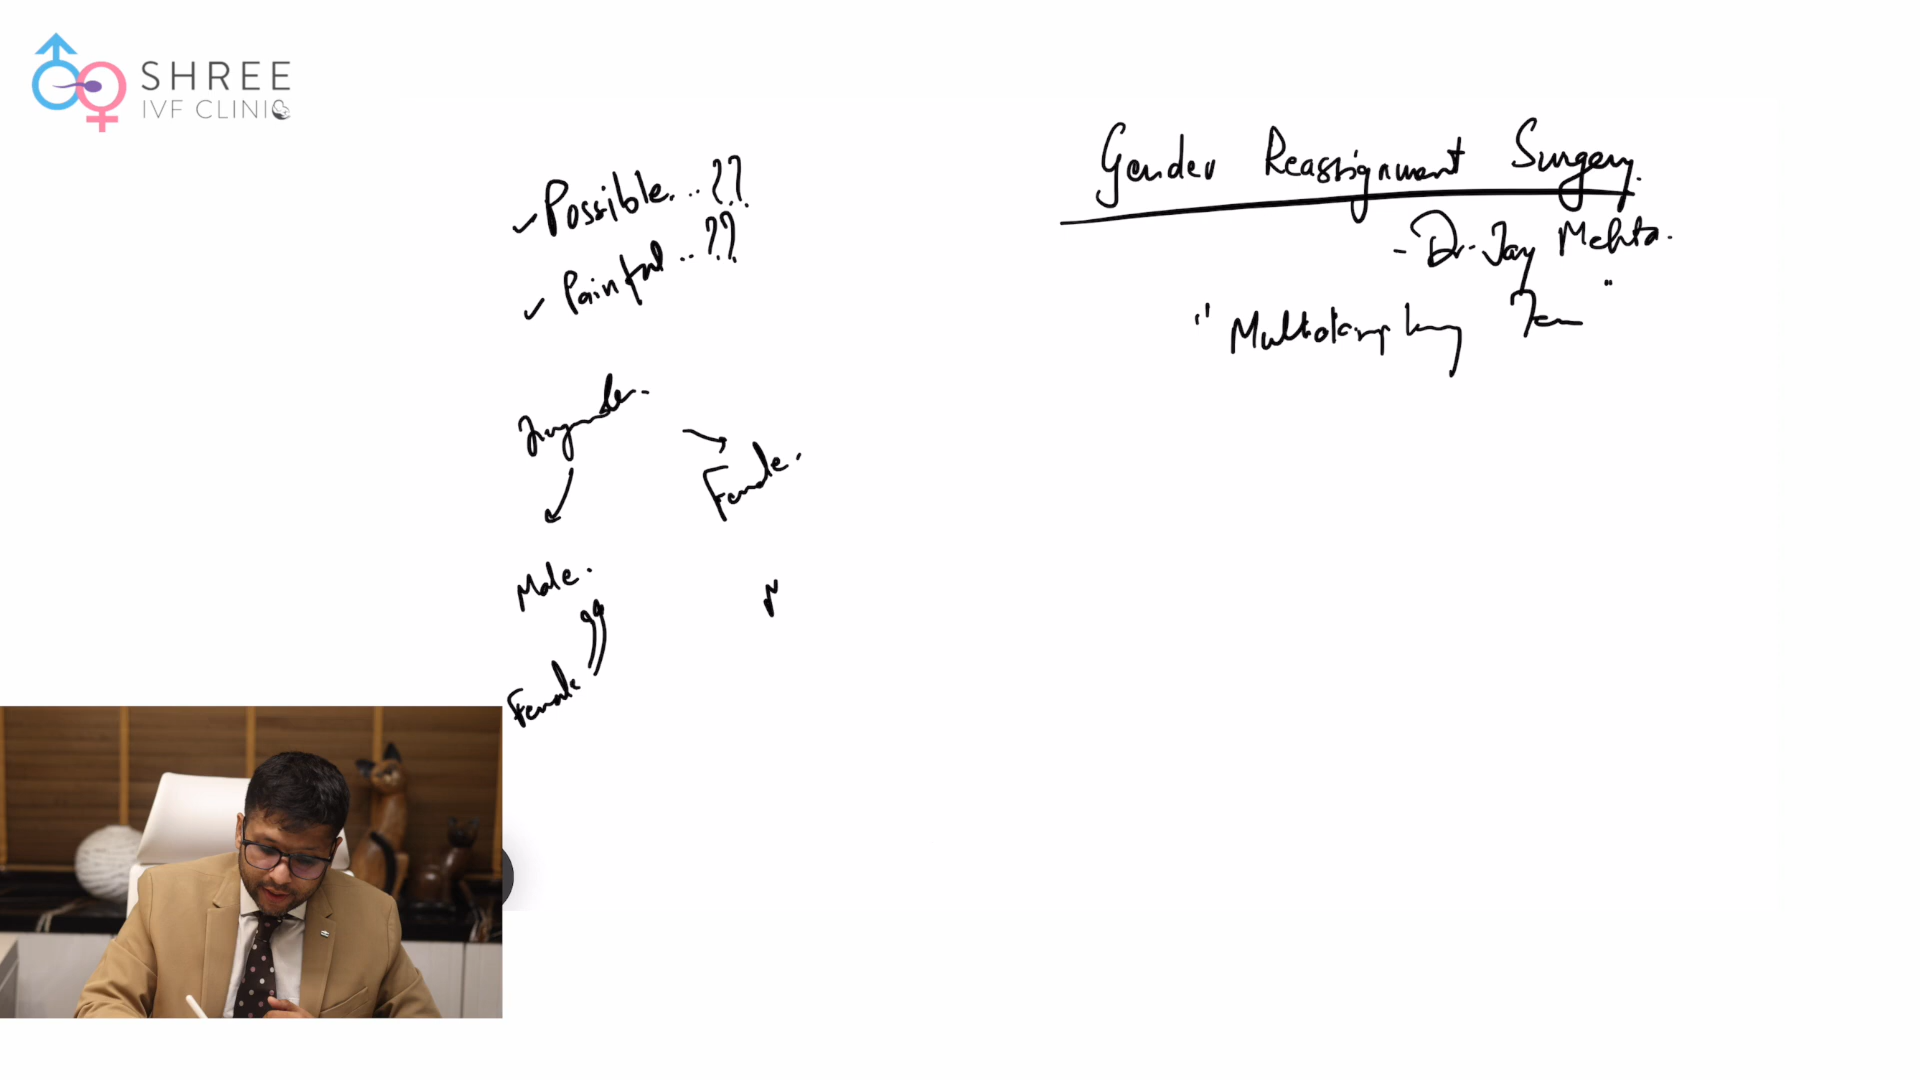 SHREE
IVF CLINIC
Gender Reassignment Surgery.
- Dr. Jay Mehta.
"Multidisciplinary Team"
✓ Possible...??
✓ Painful...??
Transgender.
Female.
Male.
Female
M